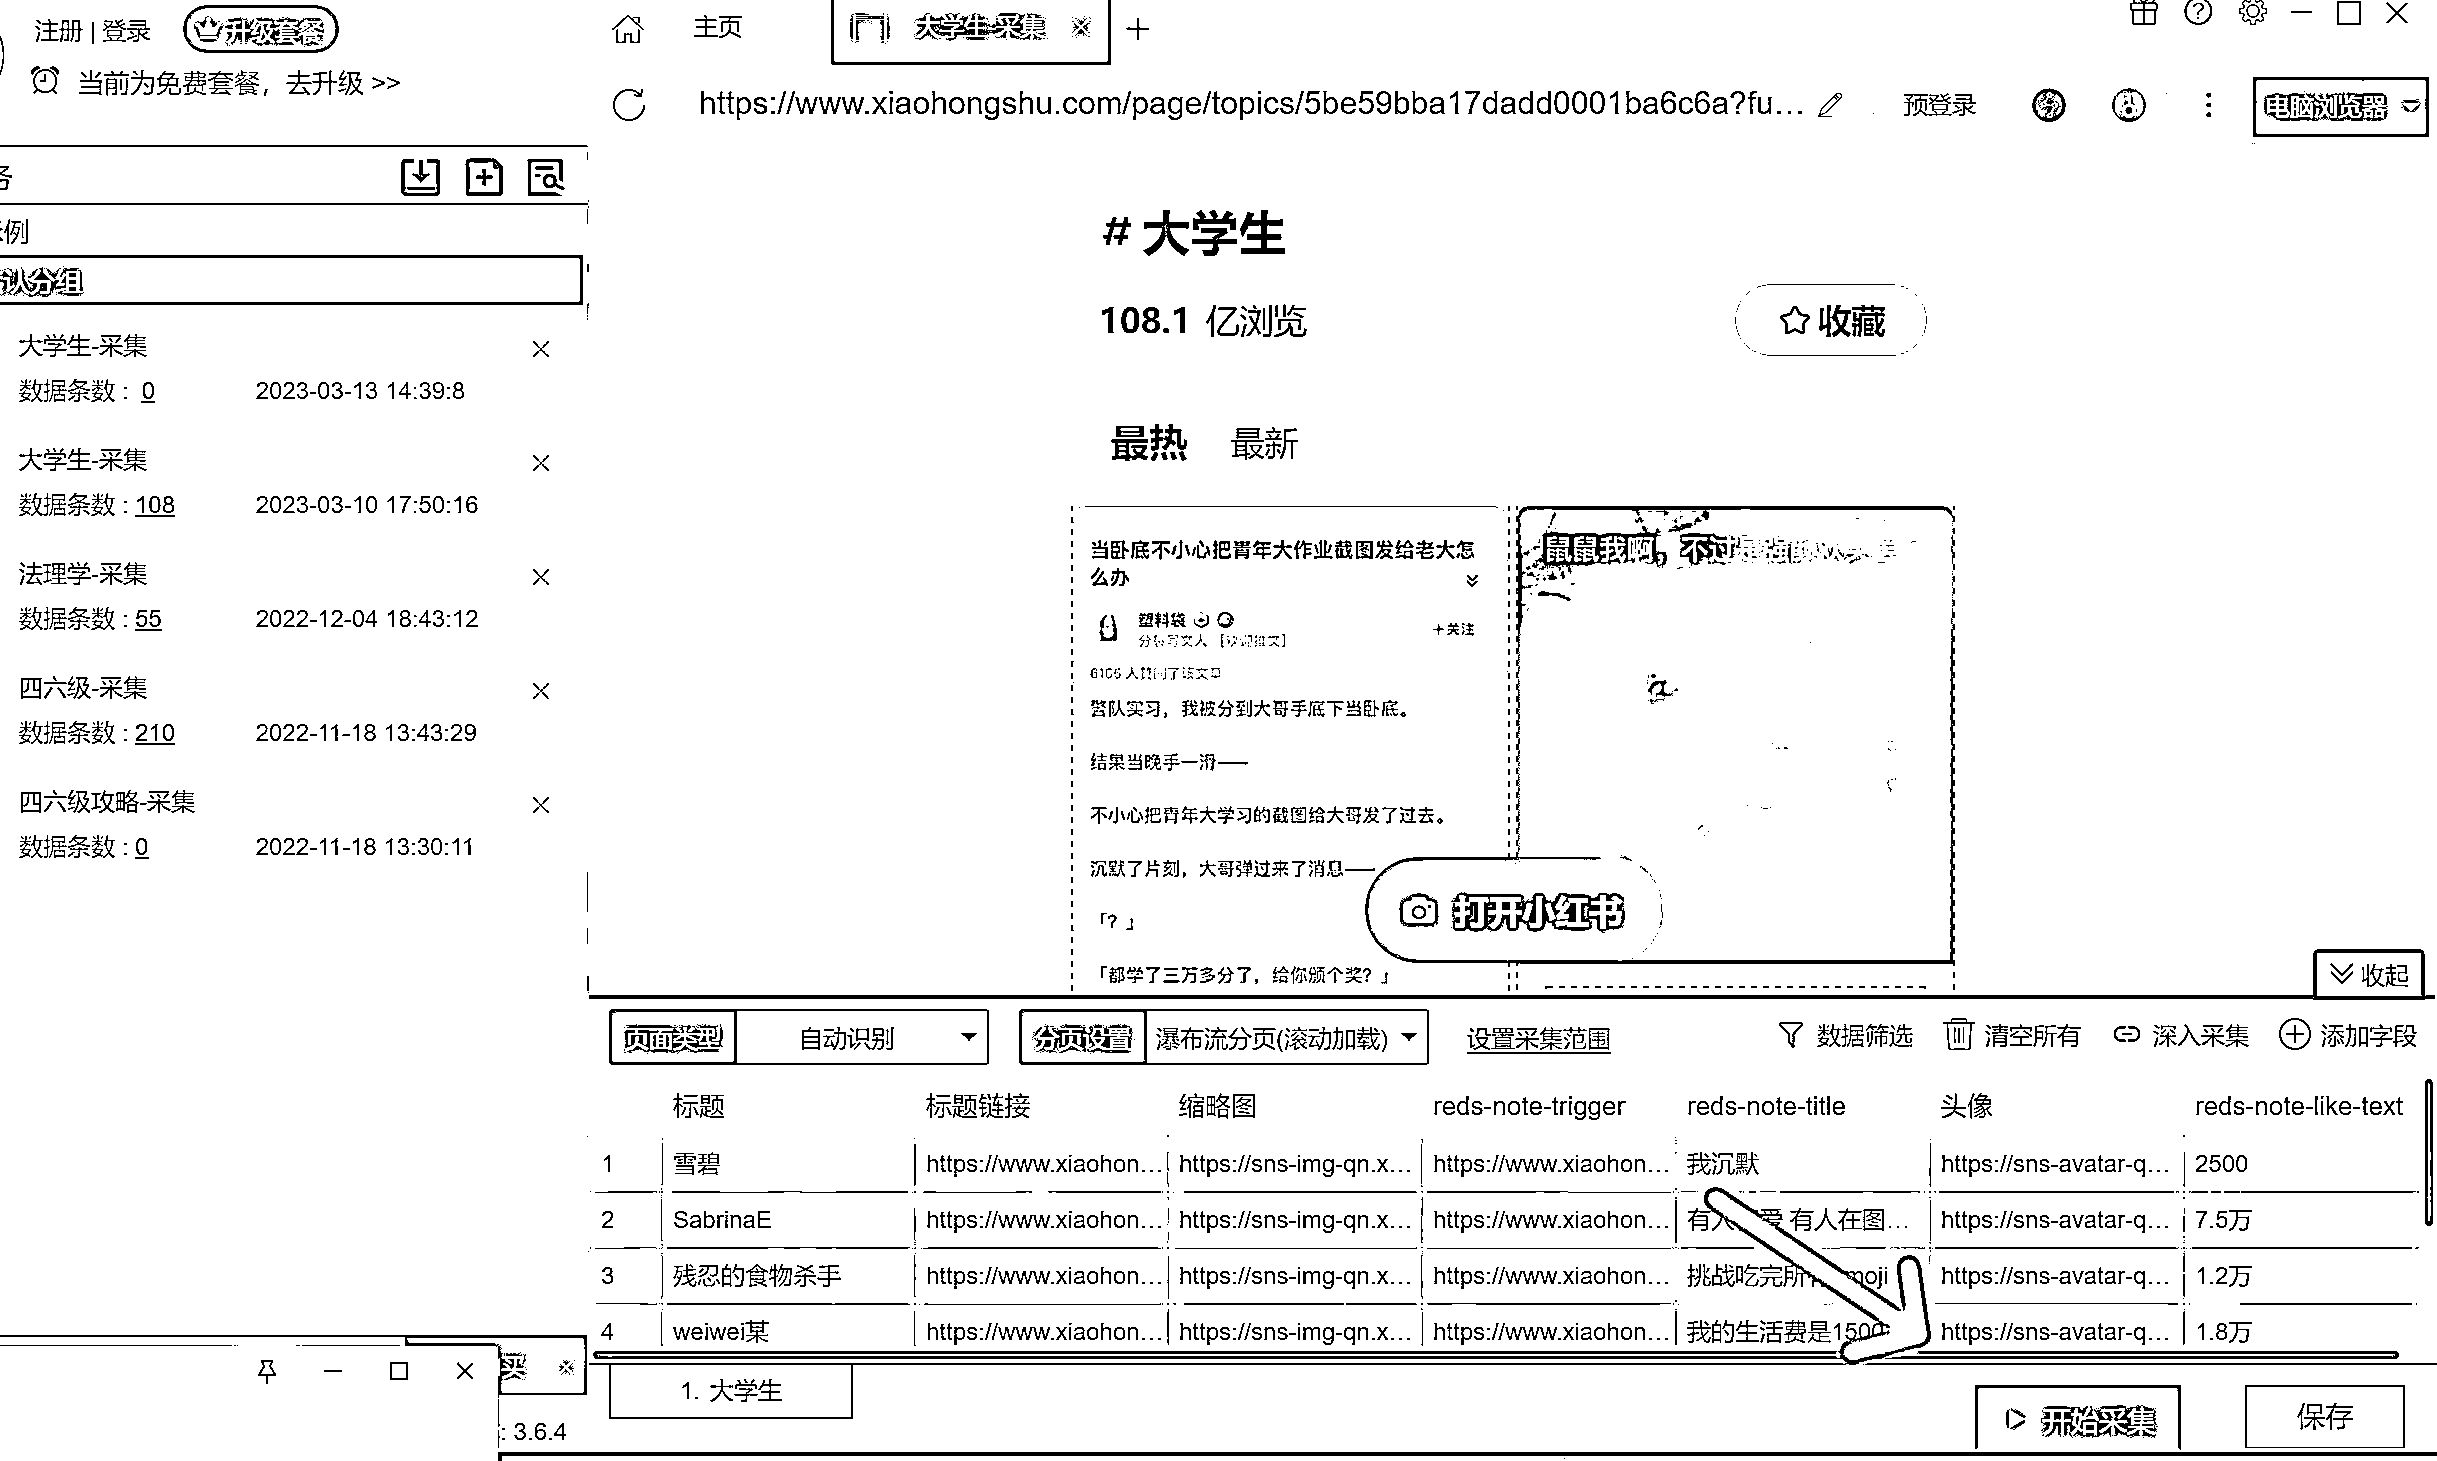 注册 | 登录 升级套餐
当前为免费套餐，去升级 >>
例
认分组
大学生-采集
数据条数 : 0 2023-03-13 14:39:8
大学生-采集
数据条数 : 108 2023-03-10 17:50:16
法理学-采集
数据条数 : 55 2022-12-04 18:43:12
四六级-采集
数据条数 : 210 2022-11-18 13:43:29
四六级攻略-采集
数据条数 : 0 2022-11-18 13:30:11
买
: 3.6.4
主页 大学生-采集
https://www.xiaohongshu.com/page/topics/5be59bba17dadd0001ba6c6a?fu... 预登录 电脑浏览器
# 大学生
108.1 亿浏览
收藏
最热 最新
当卧底不小心把青年大作业截图发给老大怎
么办
塑料袋
+关注
警队实习，我被分到大哥手底下当卧底。
结果当晚手一滑——
不小心把青年大学习的截图给大哥发了过去。
沉默了片刻，大哥弹过来了消息——
「？」
「都学了三万多分了，给你颁个奖？」
鼠鼠我啊，不过是
打开小红书
收起
页面类型 自动识别 分页设置 瀑布流分页(滚动加载) 设置采集范围 数据筛选 清空所有 深入采集 添加字段
标题 标题链接 缩略图 reds-note-trigger reds-note-title 头像 reds-note-like-text
1 雪碧 https://www.xiaohon... https://sns-img-qn.x... https://www.xiaohon... 我沉默 https://sns-avatar-q... 2500
2 SabrinaE https://www.xiaohon... https://sns-img-qn.x... https://www.xiaohon... 有人 爱 有人在图... https://sns-avatar-q... 7.5万
3 残忍的食物杀手 https://www.xiaohon... https://sns-img-qn.x... https://www.xiaohon... 挑战吃完所 moji https://sns-avatar-q... 1.2万
4 weiwei某 https://www.xiaohon... https://sns-img-qn.x... https://www.xiaohon... 我的生活费是1500 https://sns-avatar-q... 1.8万
1. 大学生
开始采集 保存